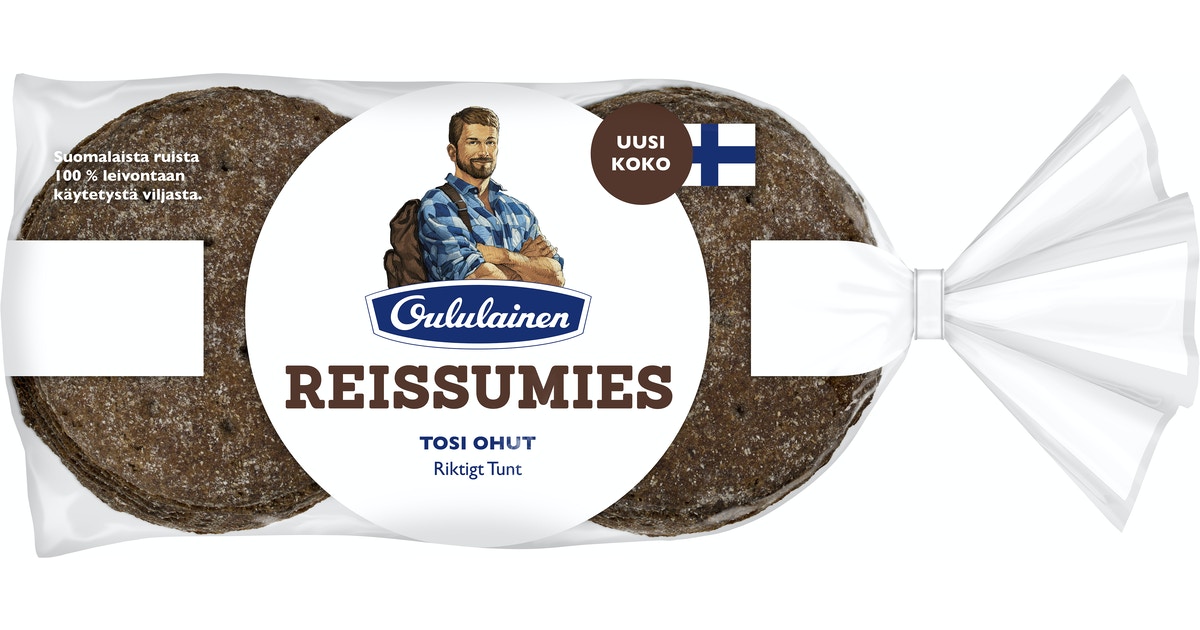 Suomalaista ruista
100 % leivontaan
käytetystä viljasta.
UUSI
KOKO
Oululainen
REISSUMIES
TOSI OHUT
Riktigt Tunt